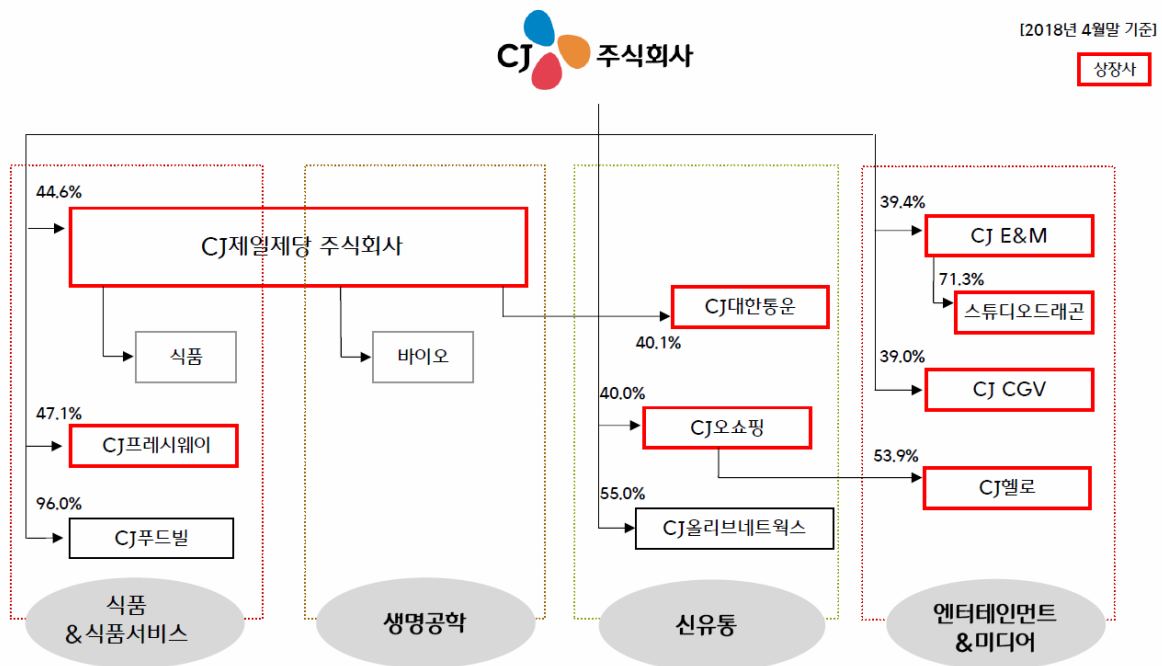 [2018년 4월말 기준]
CJ 주식회사
상장사
44.6%
CJ제일제당 주식회사
식품
바이오
47.1%
CJ프레시웨이
96.0%
CJ푸드빌
CJ대한통운
40.1%
40.0%
CJ오쇼핑
55.0%
CJ올리브네트웍스
39.4%
CJ E&M
71.3%
스튜디오드래곤
39.0%
CJ CGV
53.9%
CJ헬로
식품
&식품서비스
생명공학
신유통
엔터테인먼트
&미디어